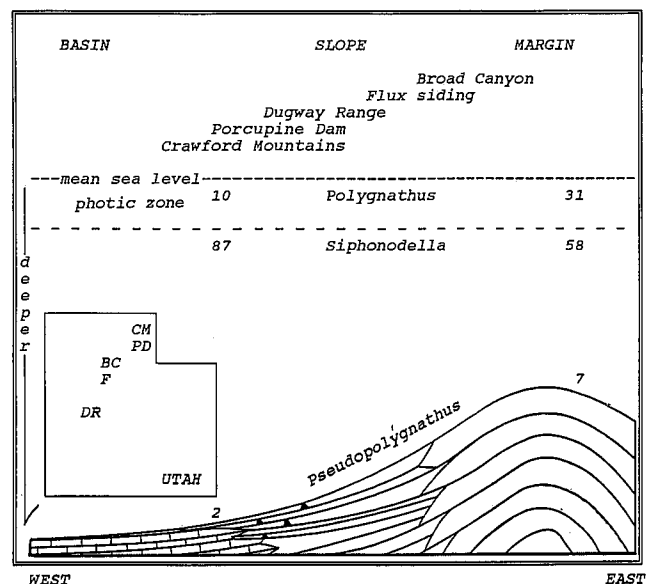 BASIN SLOPE MARGIN
Broad Canyon
Flux siding
Dugway Range
Porcupine Dam
Crawford Mountains
mean sea level
photic zone
10 Polygnathus 31
87 Siphonodella 58
deeper
CM
PD
BC
F
DR
UTAH
Pseudopolygnathus
7
2
WEST EAST